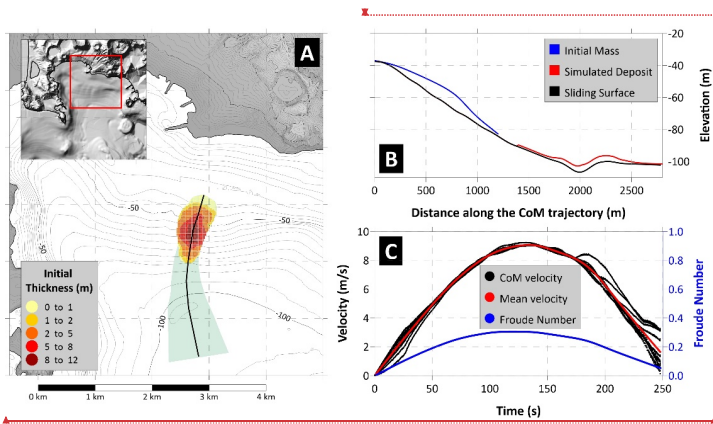 A
-50
-50
-50
-100
-100
Initial
Thickness (m)
0 to 1
1 to 2
2 to 5
5 to 8
8 to 12
0 km
1 km
2 km
3 km
4 km
B
Initial Mass
Simulated Deposit
Sliding Surface
-20
-40
-60
-80
-100
Elevation (m)
0
500
1000
1500
2000
2500
Distance along the CoM trajectory (m)
C
CoM velocity
Mean velocity
Froude Number
10
8
6
4
2
0
Velocity (m/s)
1.0
0.8
0.6
0.4
0.2
0.0
Froude Number
0
50
100
150
200
250
Time (s)